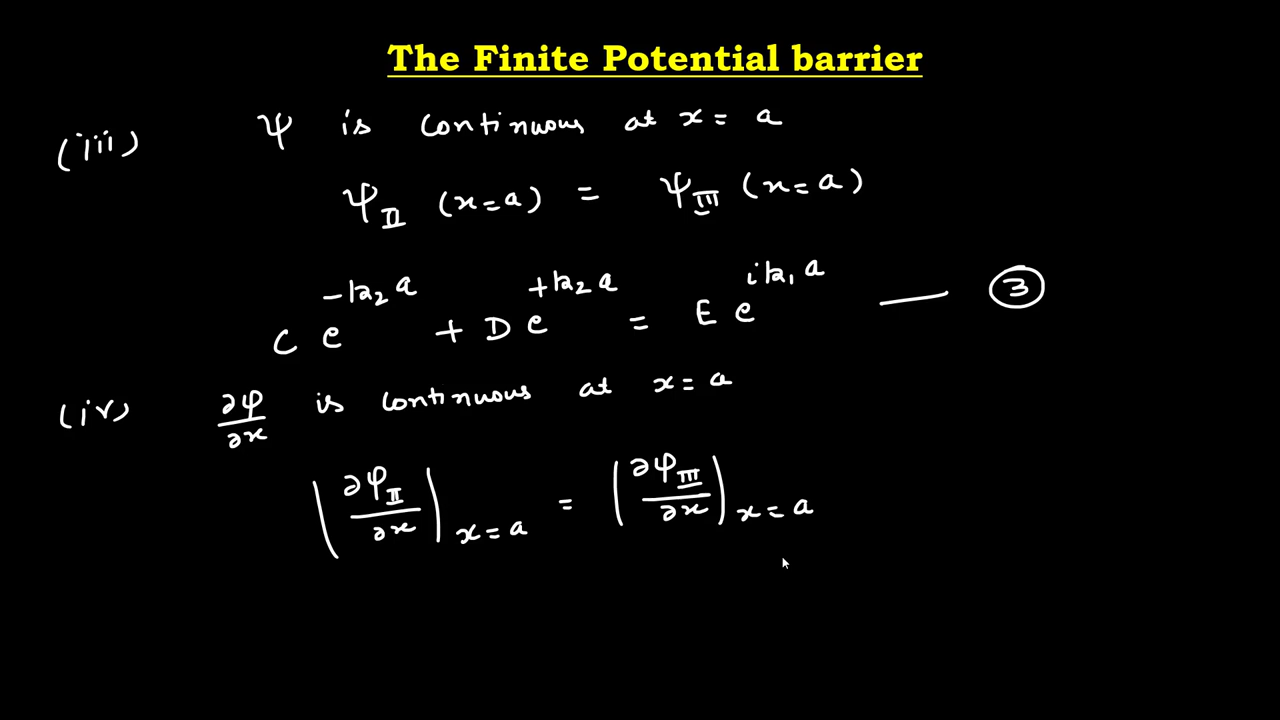 The Finite Potential barrier
(iii) ψ is continuous at x = a
ψ_II (x=a) = ψ_III (x=a)
C e^{-k₂a} + D e^{+k₂a} = E e^{ik₁a} — ③
(iv) ∂ψ/∂x is continuous at x=a
|∂ψ_II/∂x|_{x=a} = |∂ψ_III/∂x|_{x=a}